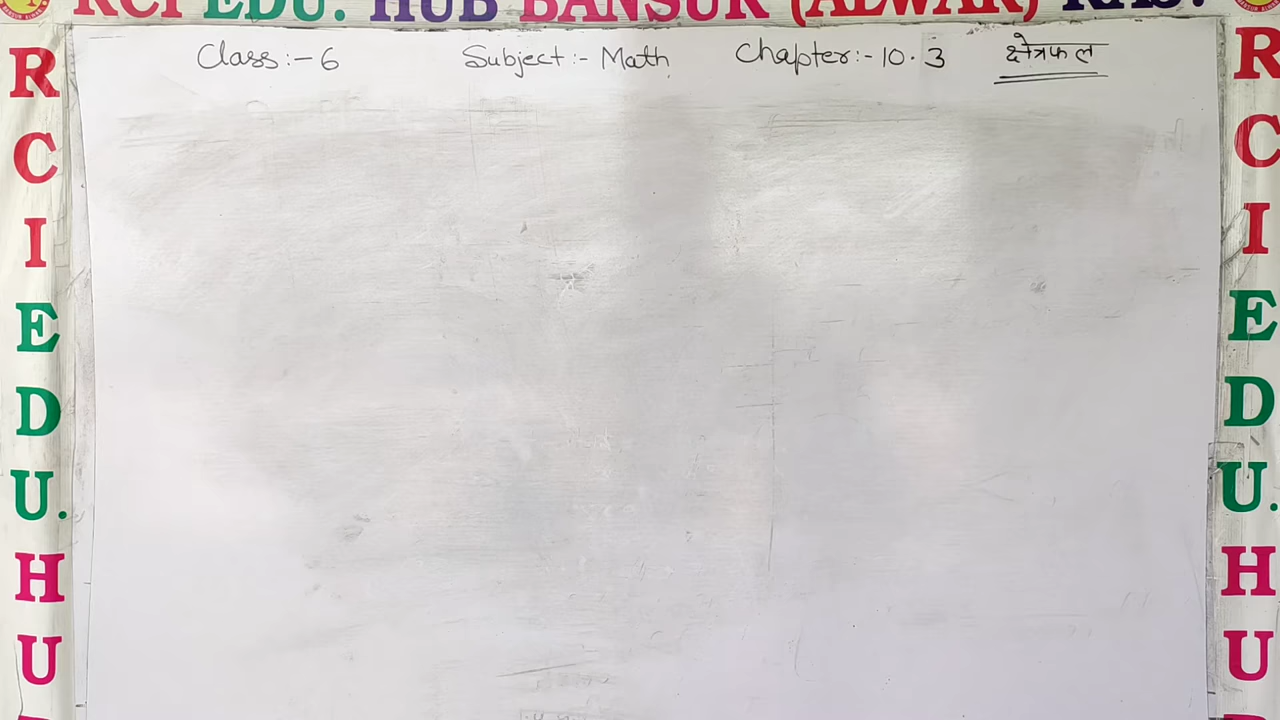 RCI EDU. HUB BANSUR (ALWAR) RAJ.
Class:- 6 Subject:- Math Chapter:- 10.3 क्षेत्रफल
R
C
I
E
D
U.
H
U
R
C
I
E
D
U.
H
U